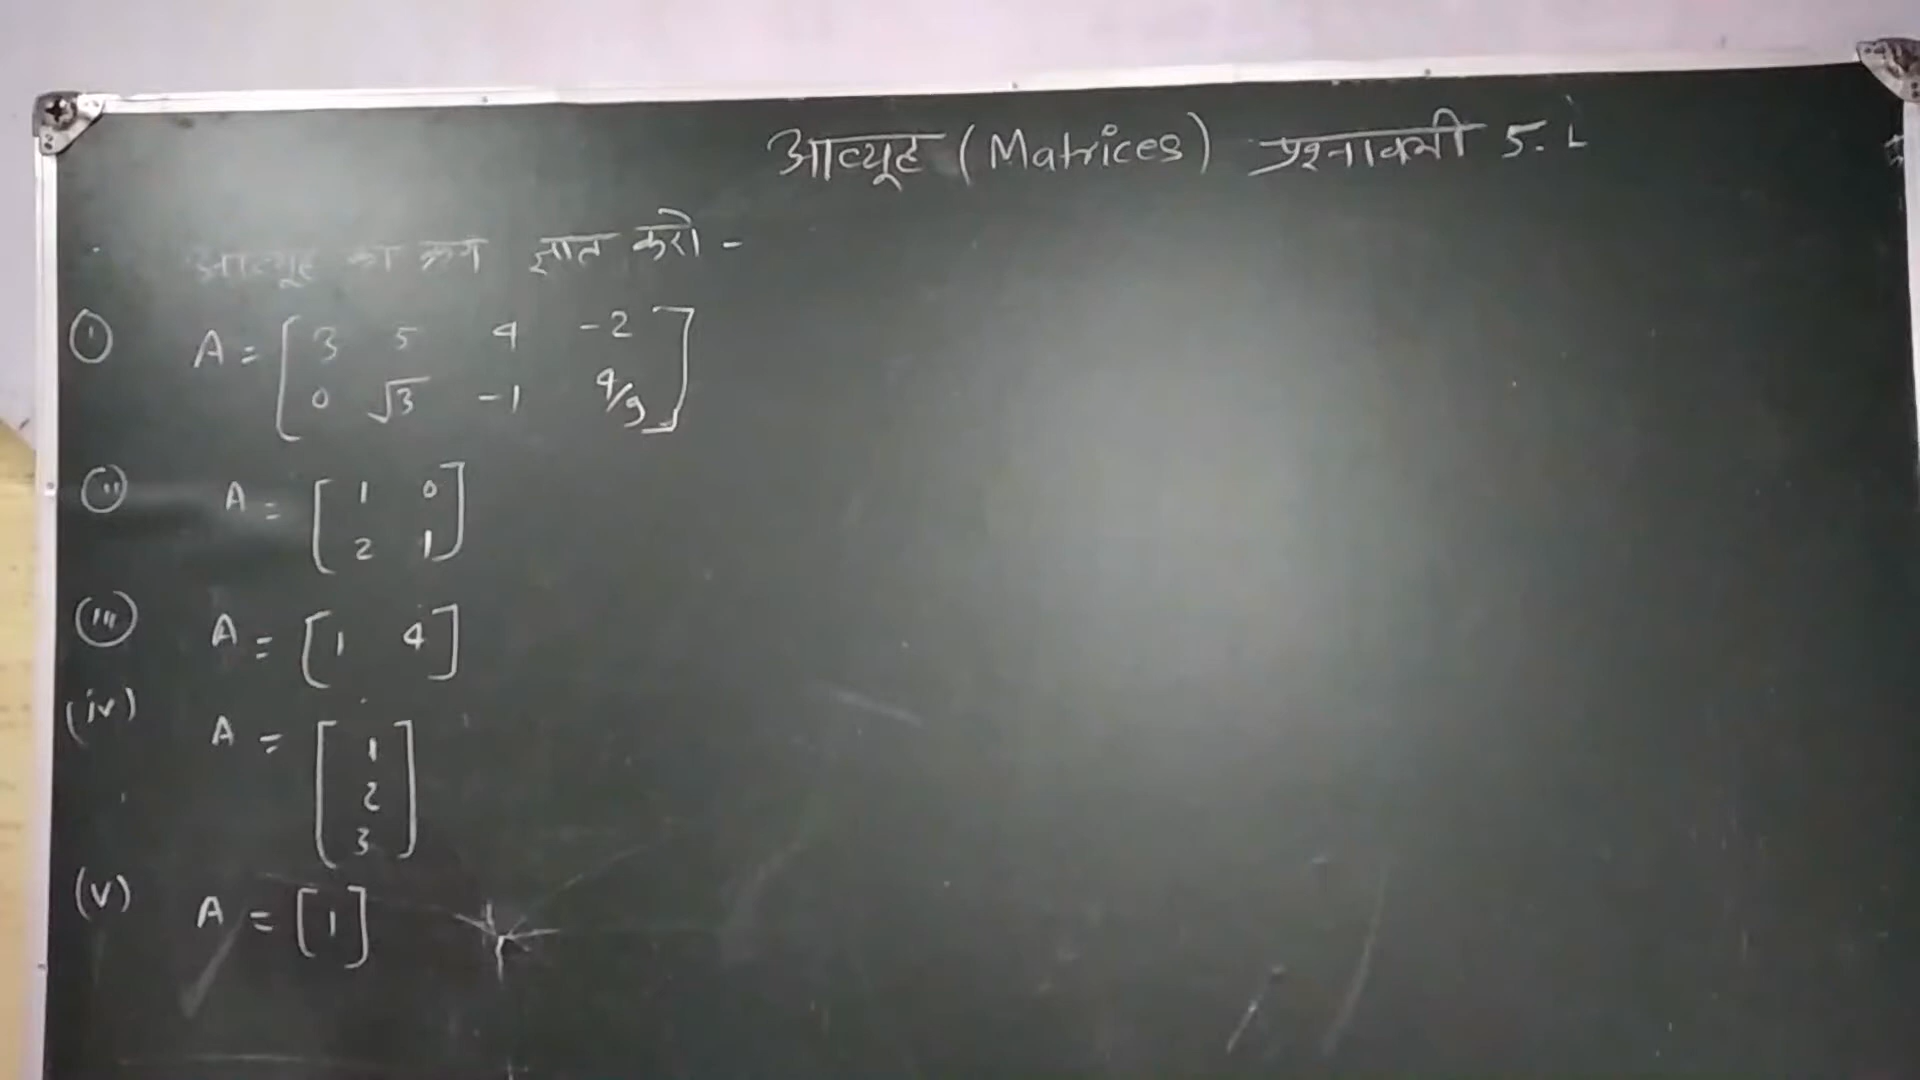 आव्यूह (Matrices) प्रश्नावली 5.1
आव्यूह का क्रम ज्ञात करो -
(i) A = [ 3 5 4 -2
0 √3 -1 4/9 ]
(ii) A = [ 1 0
2 1 ]
(iii) A = [ 1 4 ]
(iv) A = [ 1
2
3 ]
(v) A = [ 1 ]